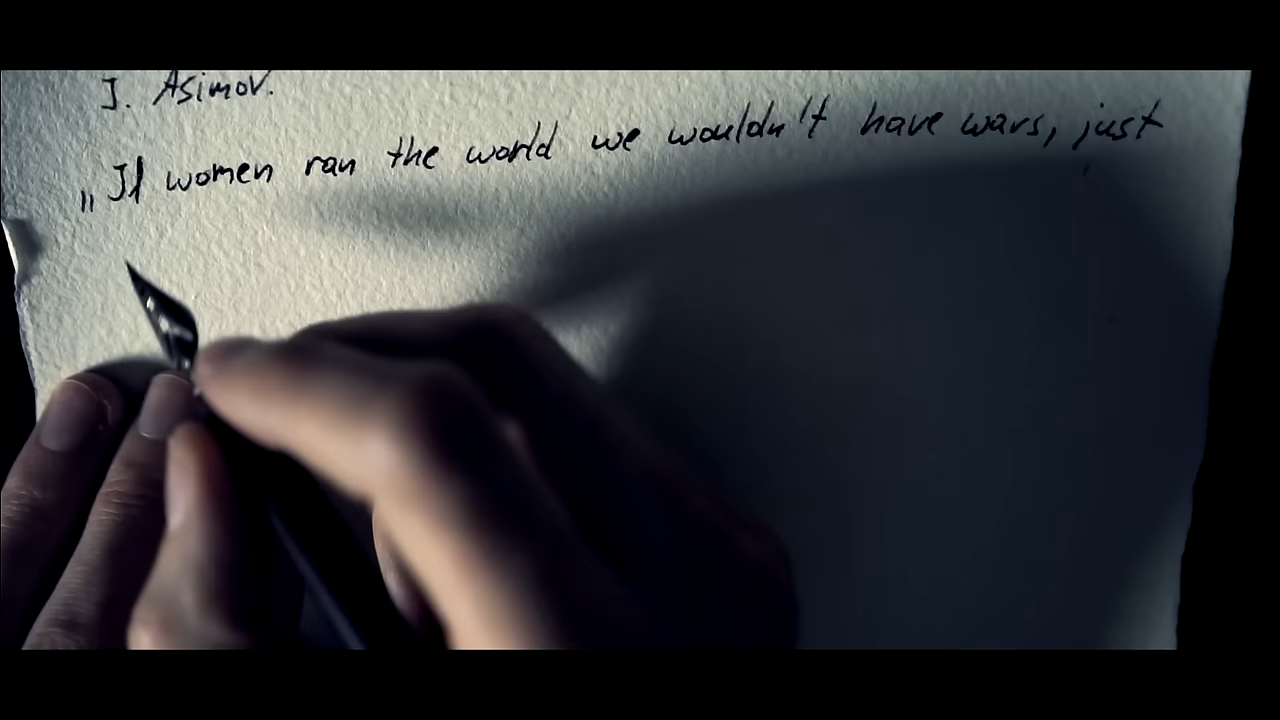 I. Asimov.
„If women ran the world we wouldn't have wars, just